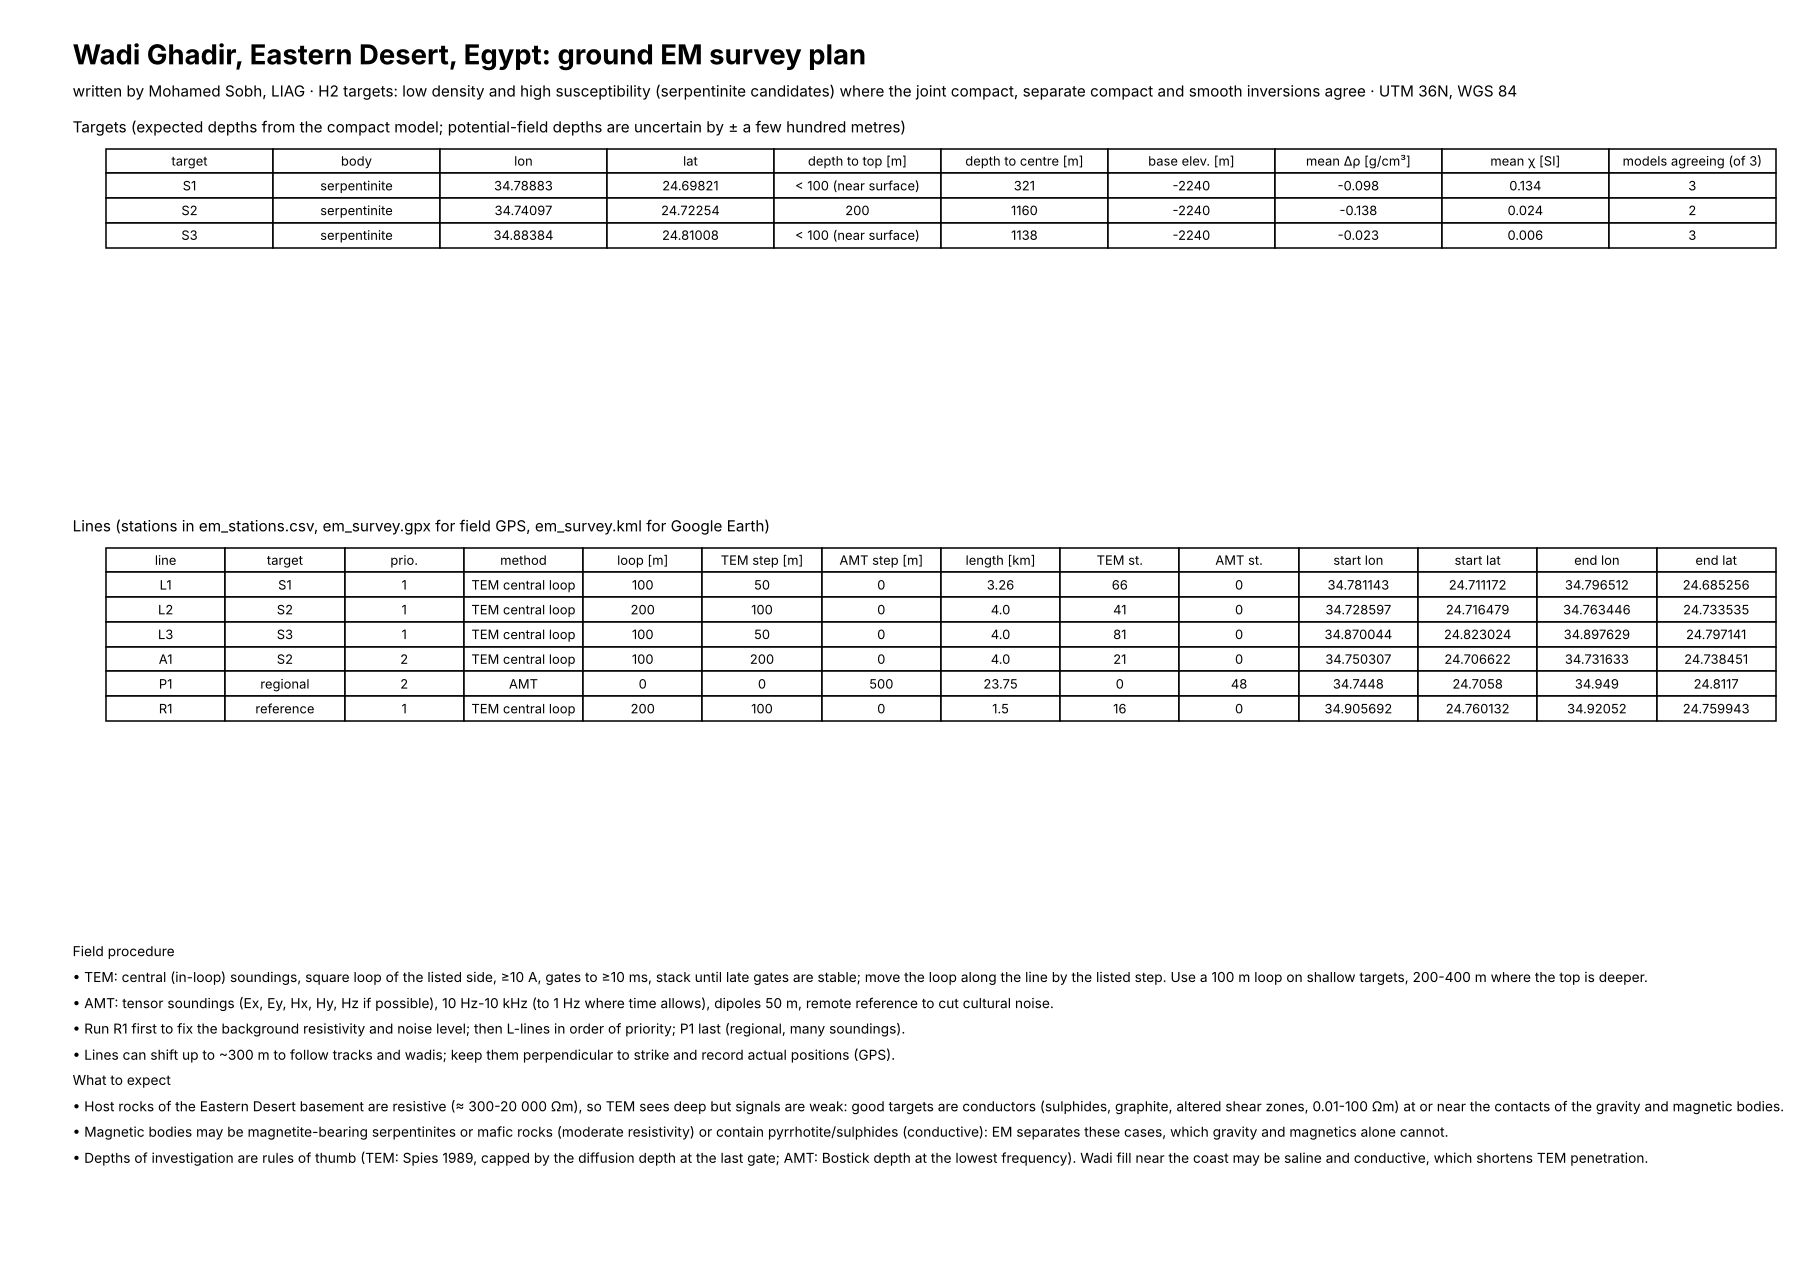 Wadi Ghadir, Eastern Desert, Egypt: ground EM survey plan
written by Mohamed Sobh, LIAG · H2 targets: low density and high susceptibility (serpentinite candidates) where the joint compact, separate compact and smooth inversions agree · UTM 36N, WGS 84
Targets (expected depths from the compact model; potential-field depths are uncertain by ± a few hundred metres)
target body lon lat depth to top [m] depth to centre [m] base elev. [m] mean Δρ [g/cm³] mean χ [SI] models agreeing (of 3)
S1 serpentinite 34.78883 24.69821 < 100 (near surface) 321 -2240 -0.098 0.134 3
S2 serpentinite 34.74097 24.72254 200 1160 -2240 -0.138 0.024 2
S3 serpentinite 34.88384 24.81008 < 100 (near surface) 1138 -2240 -0.023 0.006 3
Lines (stations in em_stations.csv, em_survey.gpx for field GPS, em_survey.kml for Google Earth)
line target prio. method loop [m] TEM step [m] AMT step [m] length [km] TEM st. AMT st. start lon start lat end lon end lat
L1 S1 1 TEM central loop 100 50 0 3.26 66 0 34.781143 24.711172 34.796512 24.685256
L2 S2 1 TEM central loop 200 100 0 4.0 41 0 34.728597 24.716479 34.763446 24.733535
L3 S3 1 TEM central loop 100 50 0 4.0 81 0 34.870044 24.823024 34.897629 24.797141
A1 S2 2 TEM central loop 100 200 0 4.0 21 0 34.750307 24.706622 34.731633 24.738451
P1 regional 2 AMT 0 0 500 23.75 0 48 34.7448 24.7058 34.949 24.8117
R1 reference 1 TEM central loop 200 100 0 1.5 16 0 34.905692 24.760132 34.92052 24.759943
Field procedure
• TEM: central (in-loop) soundings, square loop of the listed side, ≥10 A, gates to ≥10 ms, stack until late gates are stable; move the loop along the line by the listed step. Use a 100 m loop on shallow targets, 200-400 m where the top is deeper.
• AMT: tensor soundings (Ex, Ey, Hx, Hy, Hz if possible), 10 Hz-10 kHz (to 1 Hz where time allows), dipoles 50 m, remote reference to cut cultural noise.
• Run R1 first to fix the background resistivity and noise level; then L-lines in order of priority; P1 last (regional, many soundings).
• Lines can shift up to ~300 m to follow tracks and wadis; keep them perpendicular to strike and record actual positions (GPS).
What to expect
• Host rocks of the Eastern Desert basement are resistive (≈ 300-20 000 Ωm), so TEM sees deep but signals are weak: good targets are conductors (sulphides, graphite, altered shear zones, 0.01-100 Ωm) at or near the contacts of the gravity and magnetic bodies.
• Magnetic bodies may be magnetite-bearing serpentinites or mafic rocks (moderate resistivity) or contain pyrrhotite/sulphides (conductive): EM separates these cases, which gravity and magnetics alone cannot.
• Depths of investigation are rules of thumb (TEM: Spies 1989, capped by the diffusion depth at the last gate; AMT: Bostick depth at the lowest frequency). Wadi fill near the coast may be saline and conductive, which shortens TEM penetration.